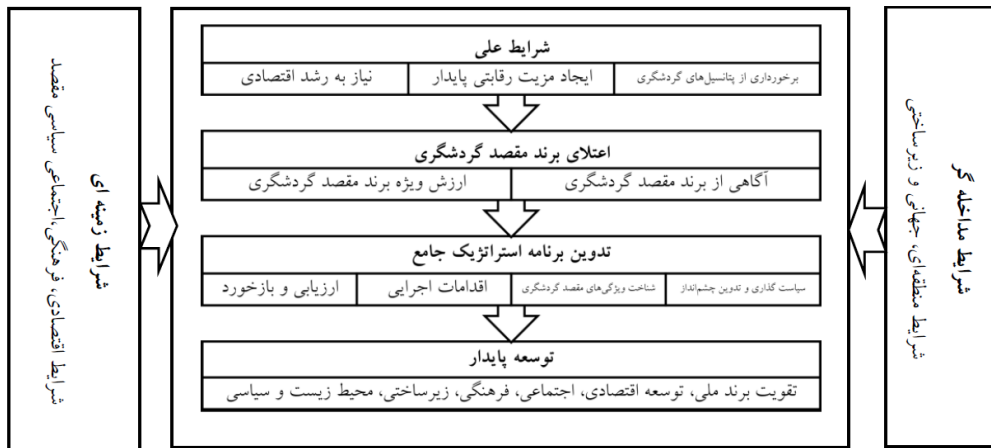 شرایط مداخله گر
شرایط منطقه‌ای، جهانی و زیرساختی
شرایط علی
برخورداری از پتانسیل‌های گردشگری
ایجاد مزیت رقابتی پایدار
نیاز به رشد اقتصادی
اعتلای برند مقصد گردشگری
آگاهی از برند مقصد گردشگری
ارزش ویژه برند مقصد گردشگری
تدوین برنامه استراتژیک جامع
سیاست گذاری و تدوین چشم‌انداز
شناخت ویژگی‌های مقصد گردشگری
اقدامات اجرایی
ارزیابی و بازخورد
توسعه پایدار
تقویت برند ملی، توسعه اقتصادی، اجتماعی، فرهنگی، زیرساختی، محیط زیست و سیاسی
شرایط زمینه ای
شرایط اقتصادی، فرهنگی،اجتماعی سیاسی مقصد